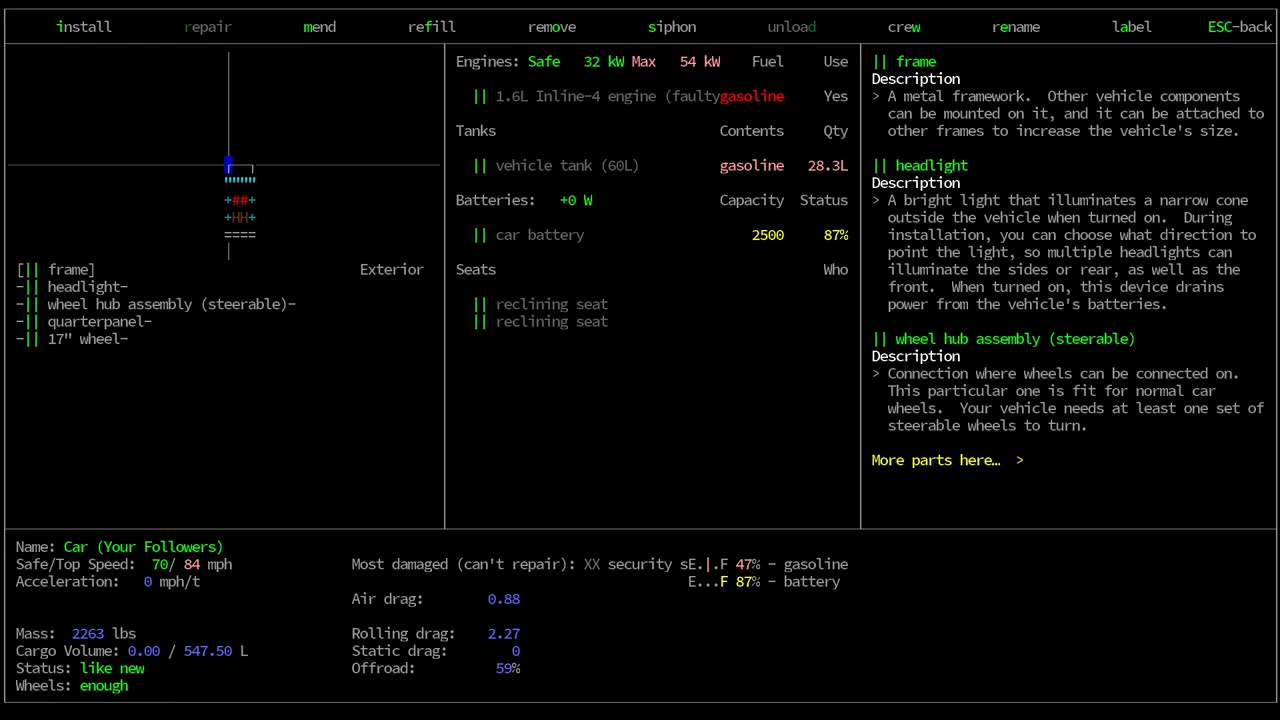 install repair mend refill remove siphon unload crew rename label ESC-back
Engines: Safe 32 kW Max 54 kW Fuel Use
|| 1.6L Inline-4 engine (faultygasoline Yes
Tanks Contents Qty
|| vehicle tank (60L) gasoline 28.3L
Batteries: +0 W Capacity Status
|| car battery 2500 87%
Seats Who
|| reclining seat
|| reclining seat
"""""""
+##+
+HH+
====
[|| frame] Exterior
-|| headlight-
-|| wheel hub assembly (steerable)-
-|| quarterpanel-
-|| 17" wheel-
|| frame
Description
> A metal framework. Other vehicle components
can be mounted on it, and it can be attached to
other frames to increase the vehicle's size.
|| headlight
Description
> A bright light that illuminates a narrow cone
outside the vehicle when turned on. During
installation, you can choose what direction to
point the light, so multiple headlights can
illuminate the sides or rear, as well as the
front. When turned on, this device drains
power from the vehicle's batteries.
|| wheel hub assembly (steerable)
Description
> Connection where wheels can be connected on.
This particular one is fit for normal car
wheels. Your vehicle needs at least one set of
steerable wheels to turn.
More parts here… >
Name: Car (Your Followers)
Safe/Top Speed: 70/ 84 mph
Acceleration: 0 mph/t
Mass: 2263 lbs
Cargo Volume: 0.00 / 547.50 L
Status: like new
Wheels: enough
Most damaged (can't repair): XX security sE.|.F 47% - gasoline
E...F 87% - battery
Air drag: 0.88
Rolling drag: 2.27
Static drag: 0
Offroad: 59%